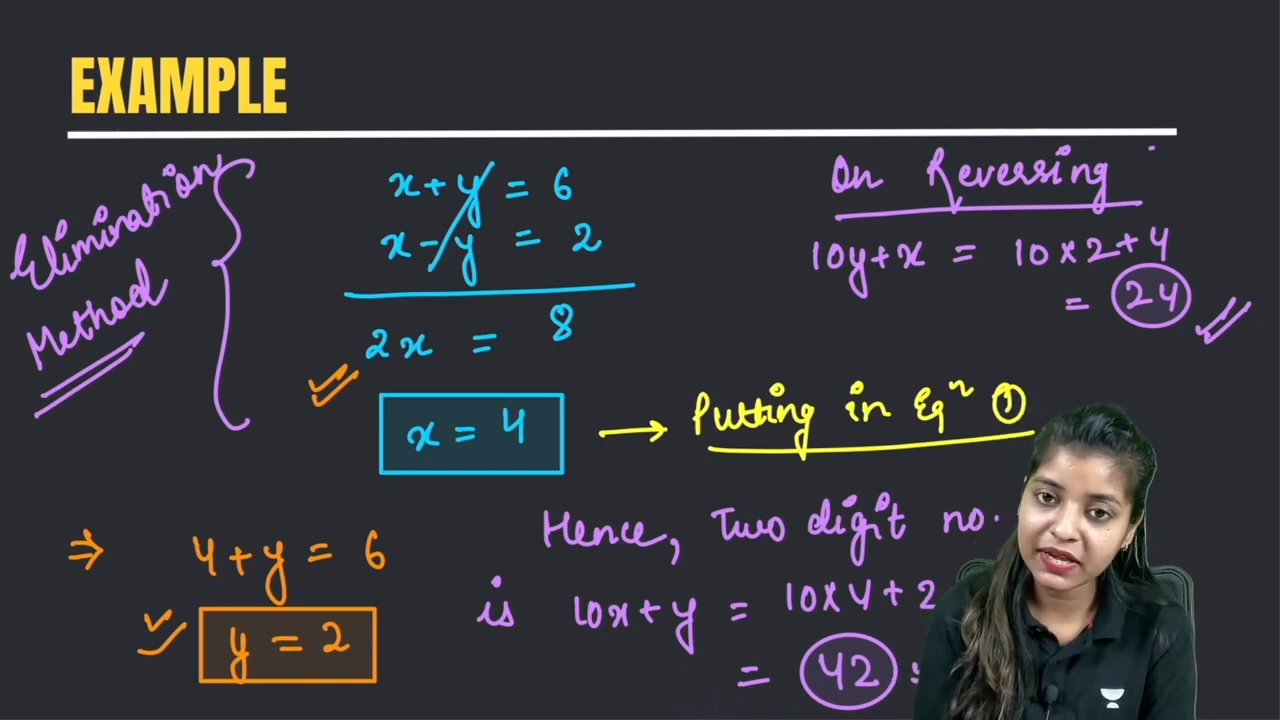 EXAMPLE
Elimination
Method
x + y = 6
x - y = 2
2x = 8
x = 4
→ Putting in Eqⁿ ①
⇒ 4 + y = 6
y = 2
On Reversing
10y + x = 10 × 2 + 4
= 24
Hence, Two digit no.
is 10x + y = 10 × 4 + 2
= 42 =